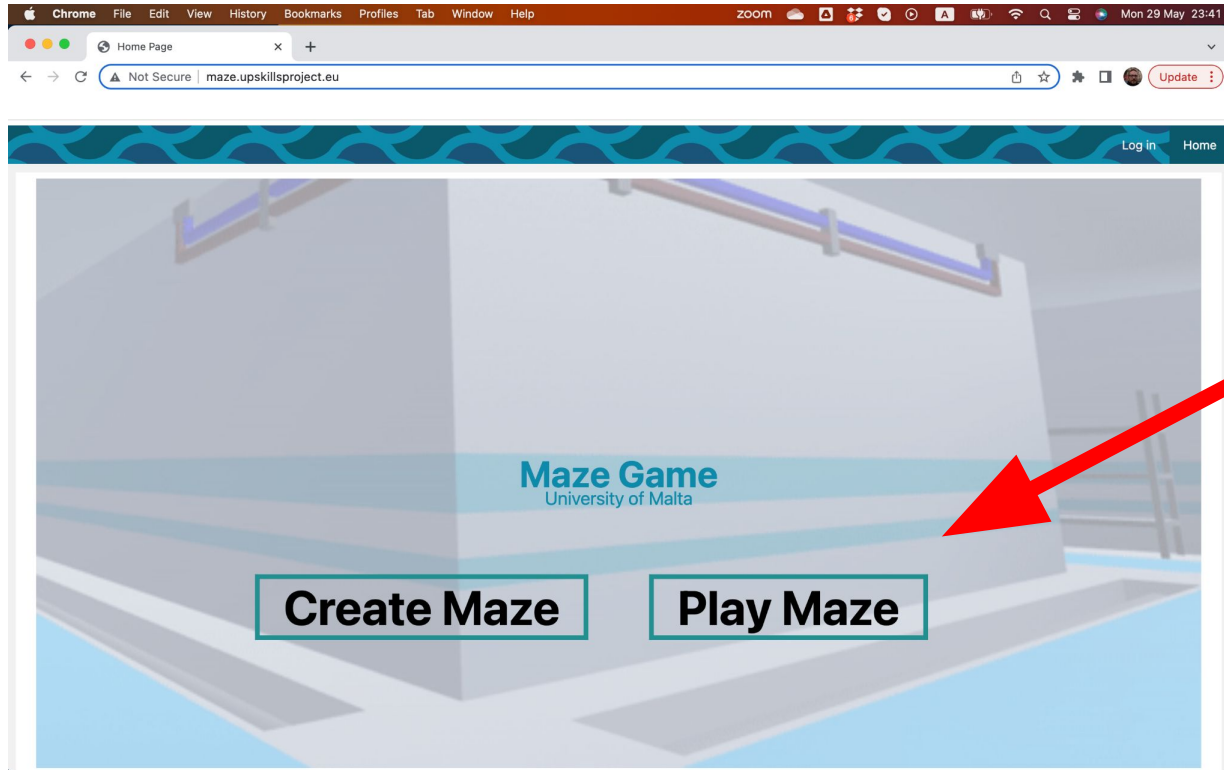 Chrome File Edit View History Bookmarks Profiles Tab Window Help zoom A Mon 29 May 23:41
Home Page
Not Secure | maze.upskillsproject.eu Update
Log in Home
Maze Game
University of Malta
Create Maze Play Maze